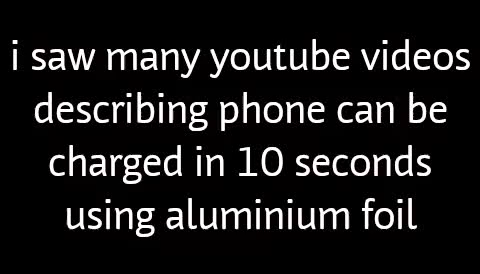 i saw many youtube videos
describing phone can be
charged in 10 seconds
using aluminium foil